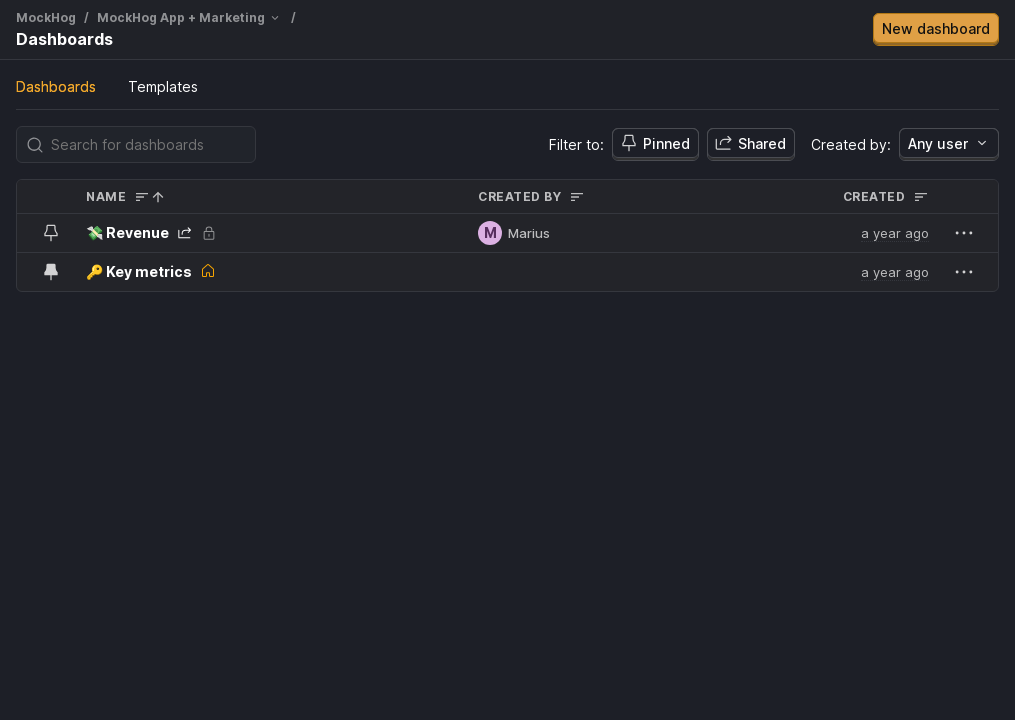 MockHog / MockHog App + Marketing /
Dashboards
New dashboard
Dashboards Templates
Search for dashboards
Filter to: Pinned Shared Created by: Any user
NAME CREATED BY CREATED
💸 Revenue M Marius a year ago
🔑 Key metrics a year ago